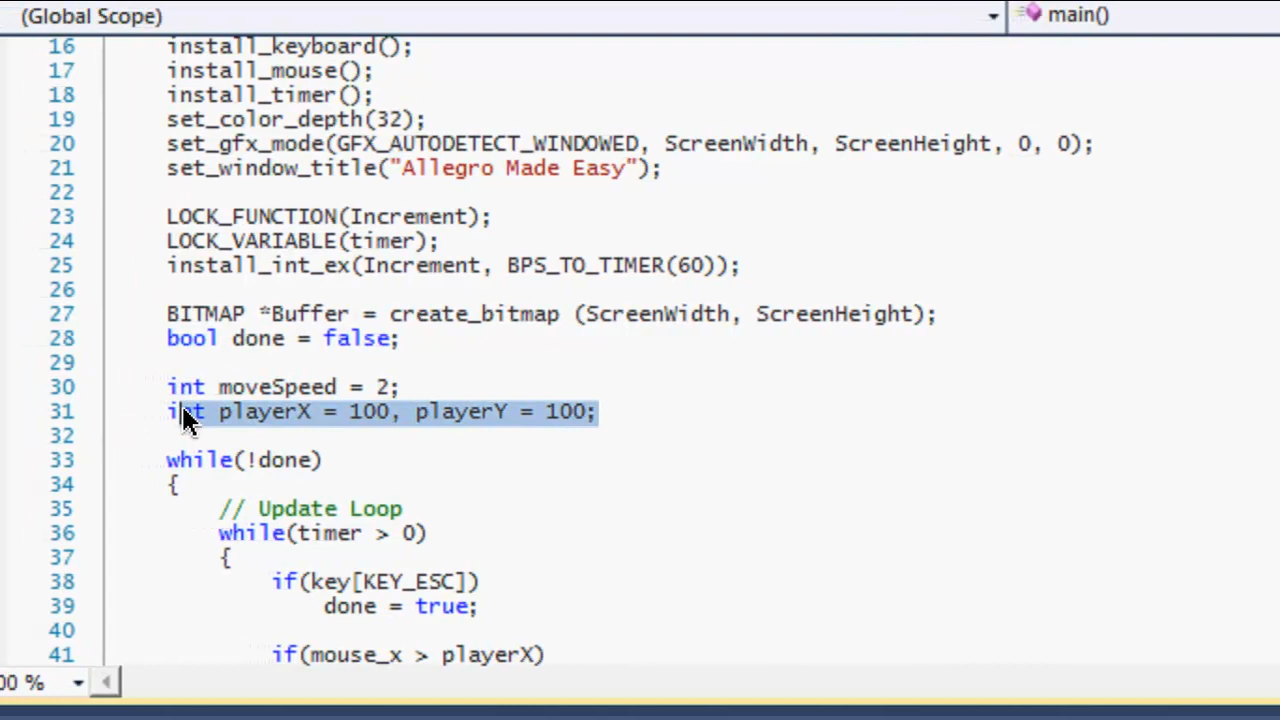 (Global Scope) main()
16 install_keyboard();
17 install_mouse();
18 install_timer();
19 set_color_depth(32);
20 set_gfx_mode(GFX_AUTODETECT_WINDOWED, ScreenWidth, ScreenHeight, 0, 0);
21 set_window_title("Allegro Made Easy");
22
23 LOCK_FUNCTION(Increment);
24 LOCK_VARIABLE(timer);
25 install_int_ex(Increment, BPS_TO_TIMER(60));
26
27 BITMAP *Buffer = create_bitmap (ScreenWidth, ScreenHeight);
28 bool done = false;
29
30 int moveSpeed = 2;
31 int playerX = 100, playerY = 100;
32
33 while(!done)
34 {
35 // Update Loop
36 while(timer > 0)
37 {
38 if(key[KEY_ESC])
39 done = true;
40
41 if(mouse_x > playerX)
00 %